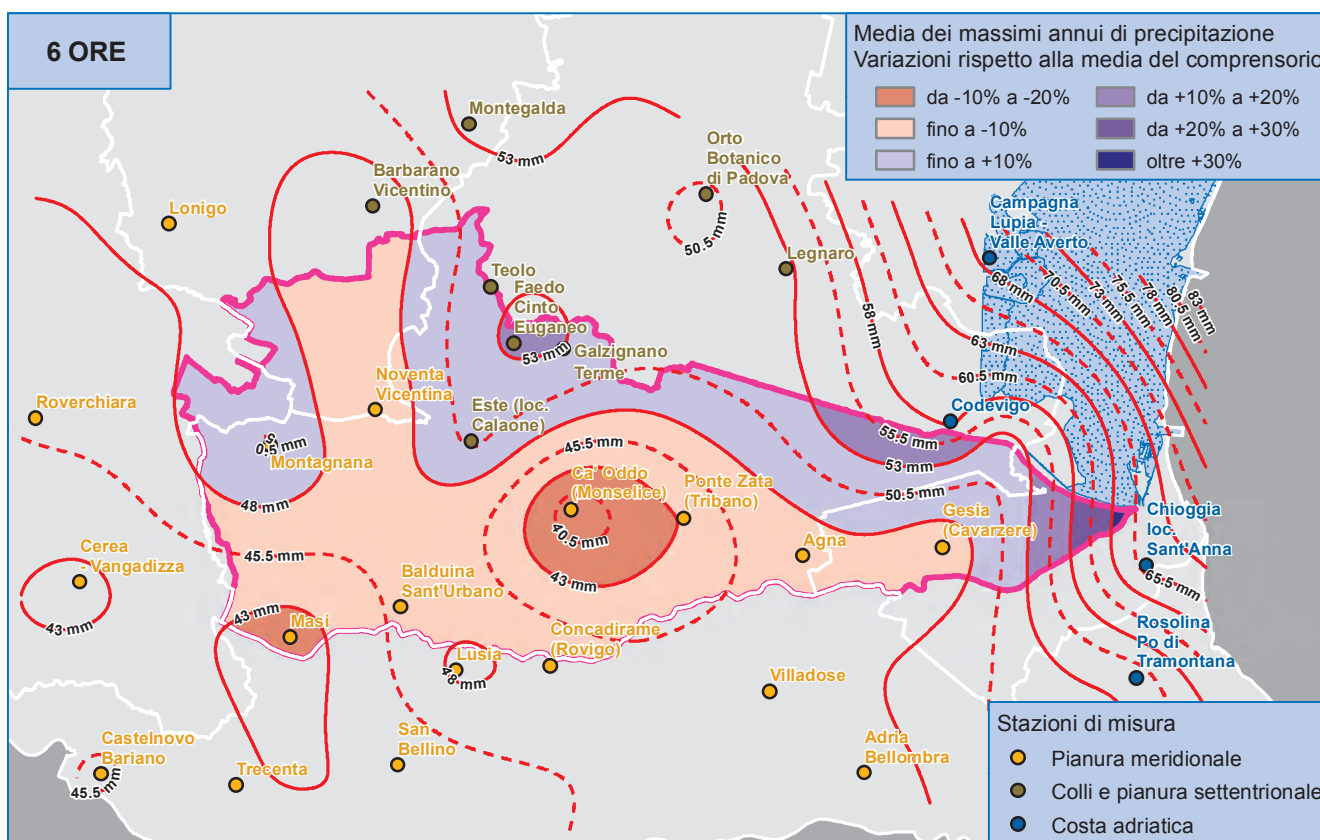 6 ORE
Media dei massimi annui di precipitazione
Variazioni rispetto alla media del comprensorio
da -10% a -20%
fino a -10%
fino a +10%
da +10% a +20%
da +20% a +30%
oltre +30%
Montegalda
53 mm
Orto
Botanico
di Padova
50.5 mm
Barbarano
Vicentino
Lonigo
Campagna
Lupia -
Valle Averto
Legnaro
Teolo
Faedo
Cinto
Euganeo
53 mm
Galzignano
Terme
58 mm
68 mm
70.5 mm
73 mm
75.5 mm
78 mm
80.5 mm
83 mm
63 mm
60.5 mm
Noventa
Vicentina
Roverchiara
Este (loc.
Calaone)
Codevigo
55.5 mm
53 mm
50.5 mm
45.5 mm
Montagnana
48 mm
Ca' Oddo
(Monselice)
40.5 mm
43 mm
Ponte Zata
(Tribano)
Gesia
(Cavarzere)
Chioggia
loc.
Sant'Anna
65.5 mm
Agna
45.5 mm
Cerea
- Vangadizza
43 mm
Balduina
Sant'Urbano
43 mm
Masi
Lusia
48 mm
Concadirame
(Rovigo)
Rosolina
Po di
Tramontana
Villadose
San
Bellino
Adria
Bellombra
Castelnovo
Bariano
45.5 mm
Trecenta
Stazioni di misura
Pianura meridionale
Colli e pianura settentrionale
Costa adriatica